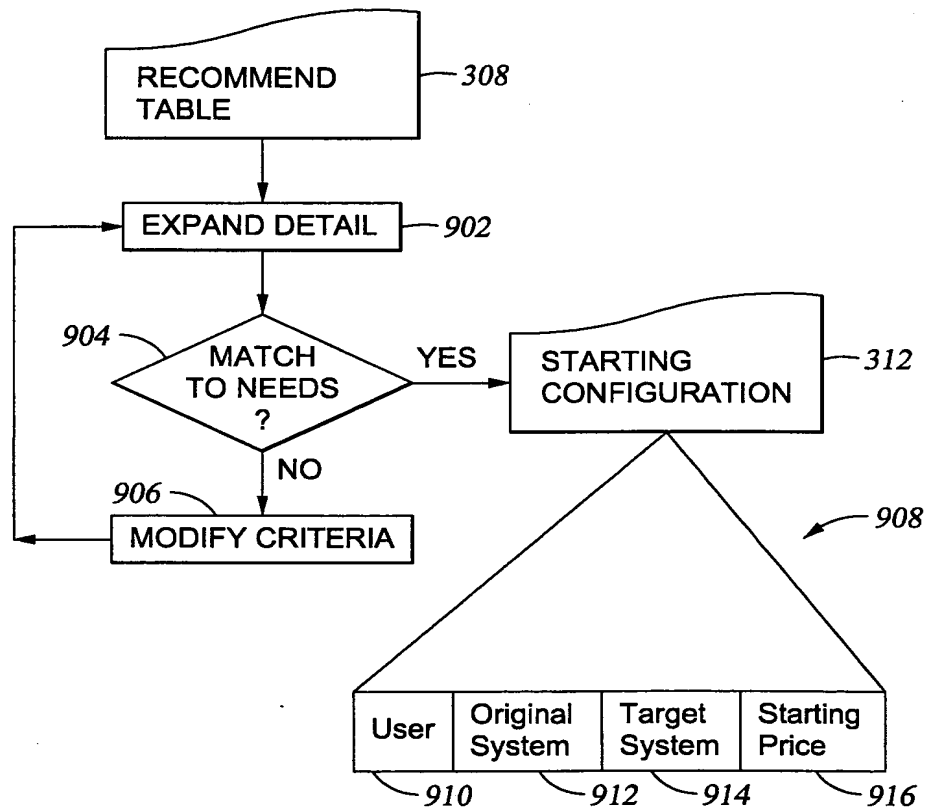 RECOMMEND
TABLE
308
EXPAND DETAIL
902
904
MATCH
TO NEEDS
?
YES
STARTING
CONFIGURATION
312
NO
906
MODIFY CRITERIA
908
User
Original
System
Target
System
Starting
Price
910
912
914
916